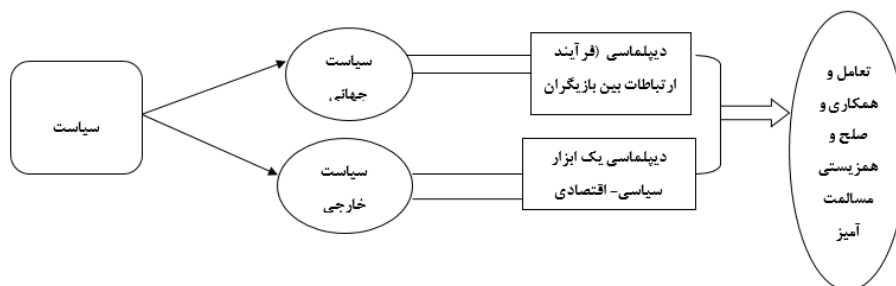 سیاست
سیاست
جهانی
سیاست
خارجی
دیپلماسی (فرآیند
ارتباطات بین بازیگران
دیپلماسی یک ابزار
سیاسی- اقتصادی
تعامل و
همکاری و
صلح و
همزیستی
مسالمت
آمیز